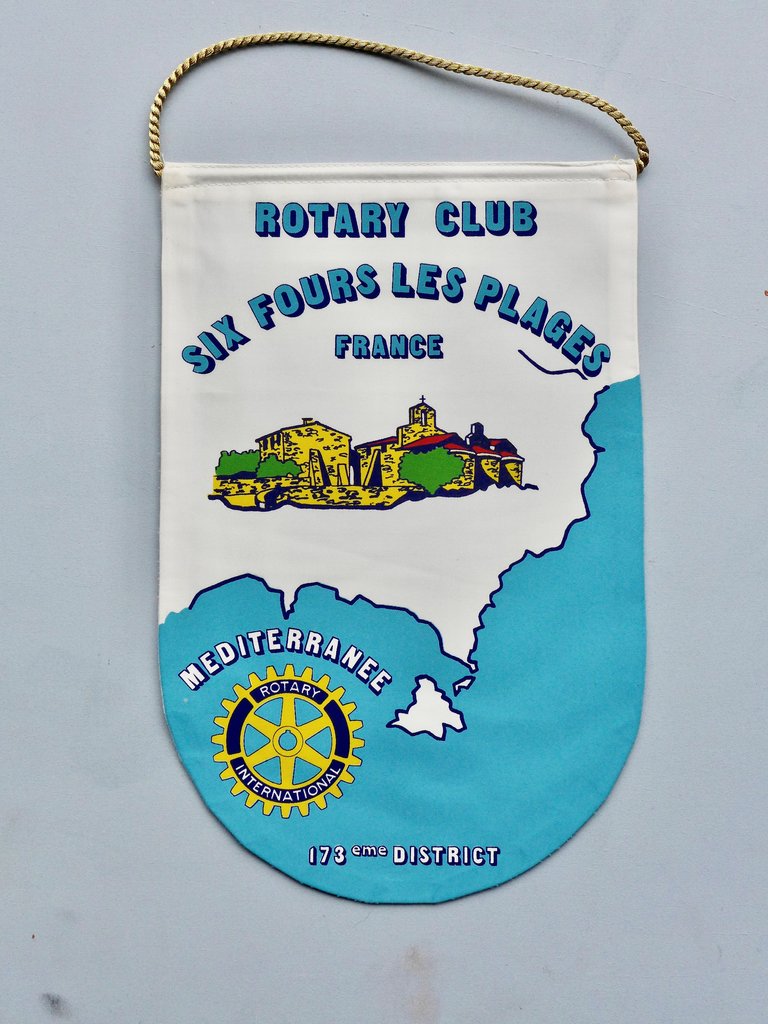 ROTARY CLUB
SIX FOURS LES PLAGES
FRANCE
MEDITERRANEE
ROTARY
INTERNATIONAL
173 eme DISTRICT